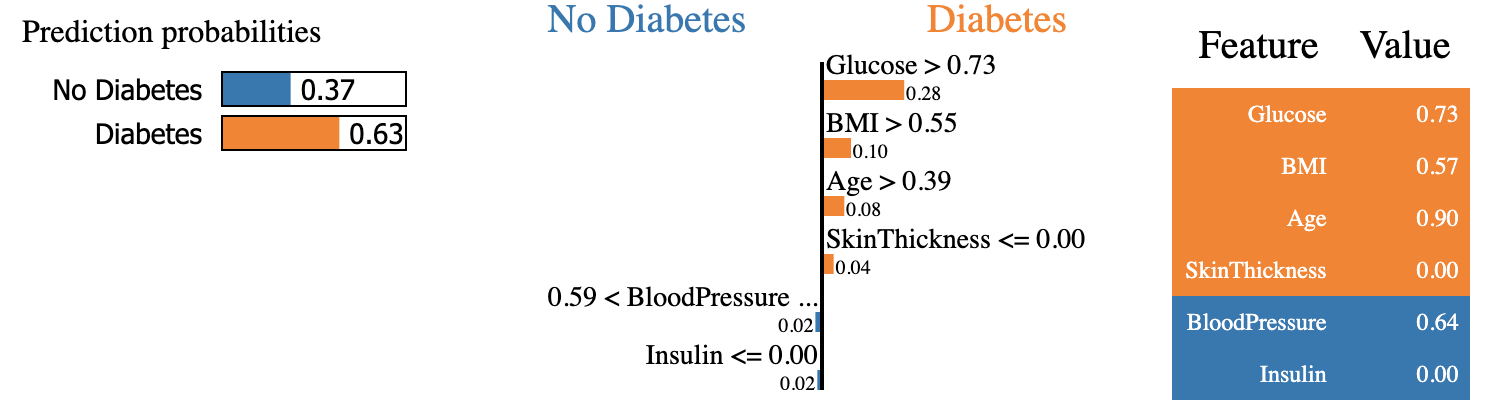 Prediction probabilities
No Diabetes 0.37
Diabetes 0.63
No Diabetes Diabetes
Glucose > 0.73
0.28
BMI > 0.55
0.10
Age > 0.39
0.08
SkinThickness <= 0.00
0.04
0.59 < BloodPressure ...
0.02
Insulin <= 0.00
0.02
Feature Value
Glucose 0.73
BMI 0.57
Age 0.90
SkinThickness 0.00
BloodPressure 0.64
Insulin 0.00